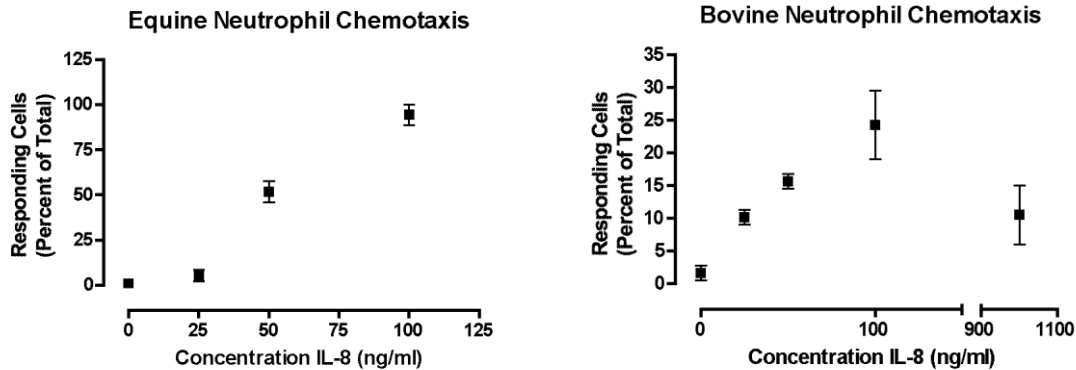 Equine Neutrophil Chemotaxis
Responding Cells
(Percent of Total)
125
100
75
50
25
0
0 25 50 75 100 125
Concentration IL-8 (ng/ml)
Bovine Neutrophil Chemotaxis
Responding Cells
(Percent of Total)
35
30
25
20
15
10
5
0
0 100 900 1100
Concentration IL-8 (ng/ml)